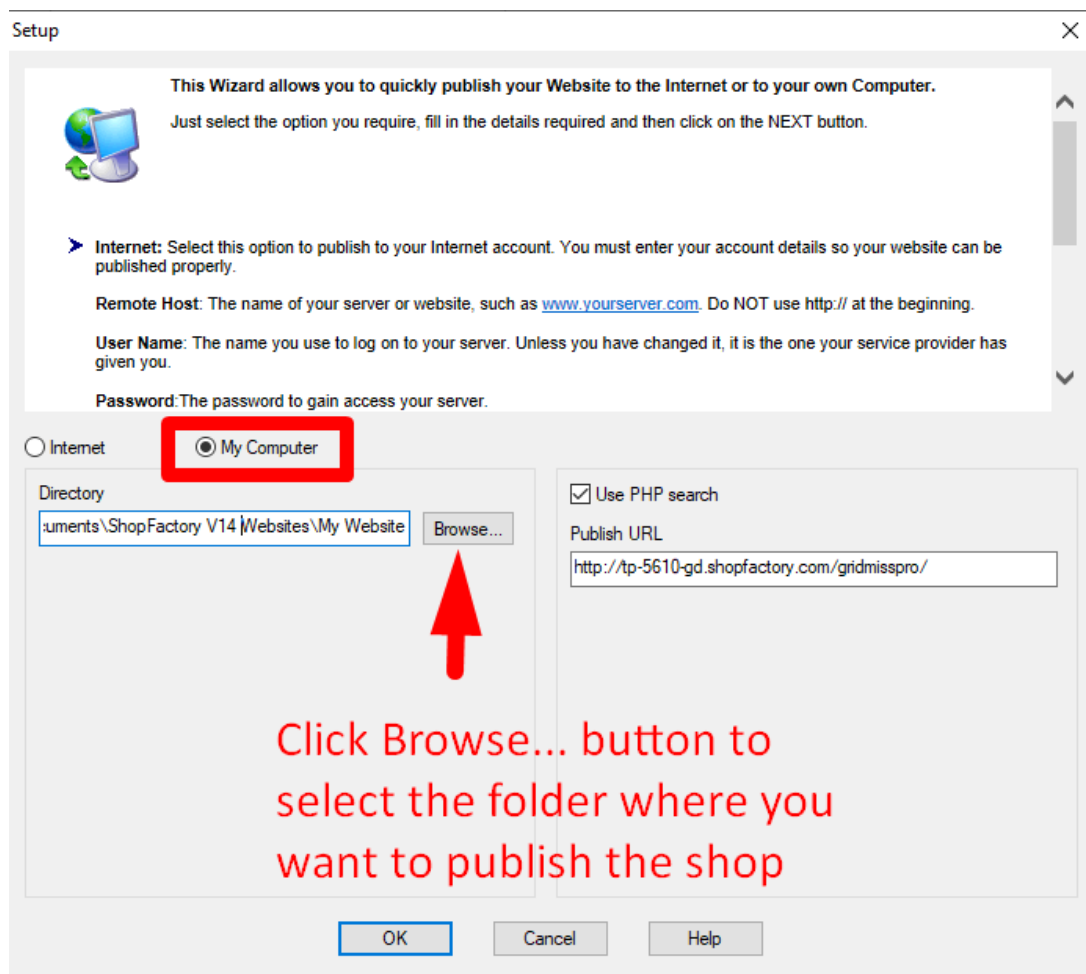 Setup
This Wizard allows you to quickly publish your Website to the Internet or to your own Computer.
Just select the option you require, fill in the details required and then click on the NEXT button.
Internet: Select this option to publish to your Internet account. You must enter your account details so your website can be
published properly.
Remote Host: The name of your server or website, such as www.yourserver.com. Do NOT use http:// at the beginning.
User Name: The name you use to log on to your server. Unless you have changed it, it is the one your service provider has
given you.
Password:The password to gain access your server.
Internet
My Computer
Directory
:uments\ShopFactory V14 Websites\My Website
Browse...
Use PHP search
Publish URL
http://tp-5610-gd.shopfactory.com/gridmisspro/
Click Browse... button to
select the folder where you
want to publish the shop
OK
Cancel
Help